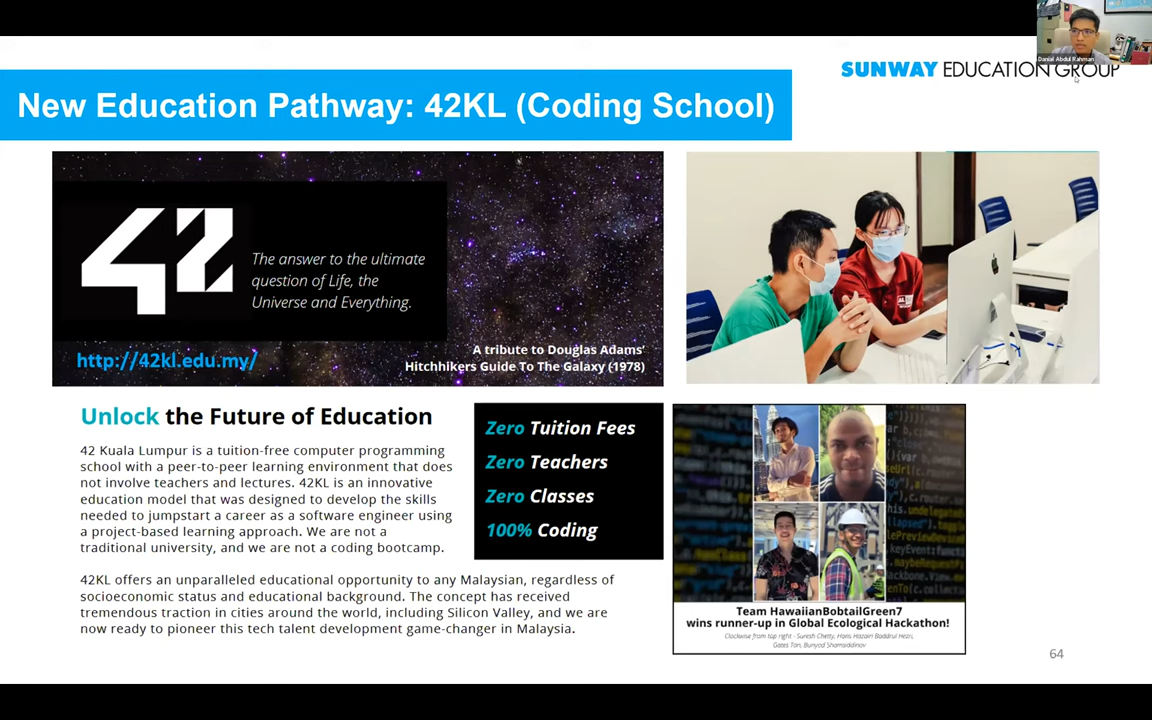 Danial Abdul Rahman
SUNWAY EDUCATION GROUP
New Education Pathway: 42KL (Coding School)
42
The answer to the ultimate
question of Life, the
Universe and Everything.
http://42kl.edu.my/
A tribute to Douglas Adams'
Hitchhikers Guide To The Galaxy (1978)
Unlock the Future of Education
42 Kuala Lumpur is a tuition-free computer programming
school with a peer-to-peer learning environment that does
not involve teachers and lectures. 42KL is an innovative
education model that was designed to develop the skills
needed to jumpstart a career as a software engineer using
a project-based learning approach. We are not a
traditional university, and we are not a coding bootcamp.
42KL offers an unparalleled educational opportunity to any Malaysian, regardless of
socioeconomic status and educational background. The concept has received
tremendous traction in cities around the world, including Silicon Valley, and we are
now ready to pioneer this tech talent development game-changer in Malaysia.
Zero Tuition Fees
Zero Teachers
Zero Classes
100% Coding
Team HawaiianBobtailGreen7
wins runner-up in Global Ecological Hackathon!
Clockwise from top right - Suresh Chetty, Haris Hazain Baddrul Hezri,
Gates Tan, Bunyod Shamsiddinov
64